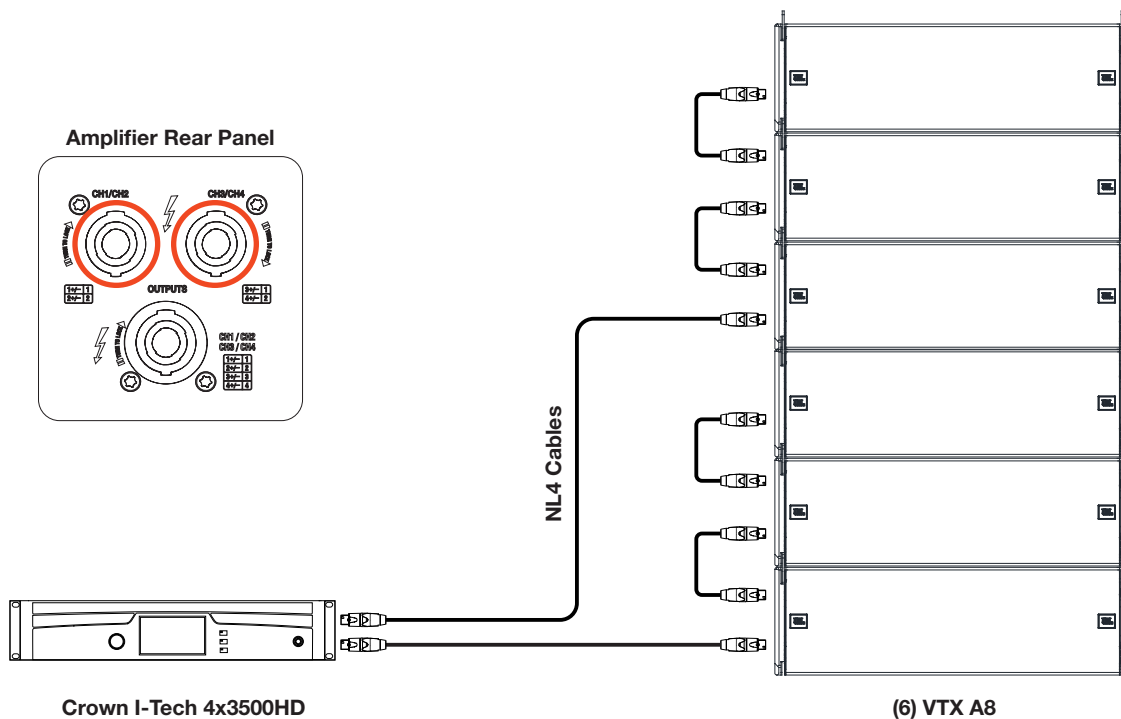 Amplifier Rear Panel
CH1/CH2
CH3/CH4
OUTPUTS
1+/- 1
2+/- 2
3+/- 1
4+/- 2
CH1 / CH2
CH3 / CH4
1+/- 1
2+/- 2
3+/- 3
4+/- 4
NL4 Cables
Crown I-Tech 4x3500HD
(6) VTX A8